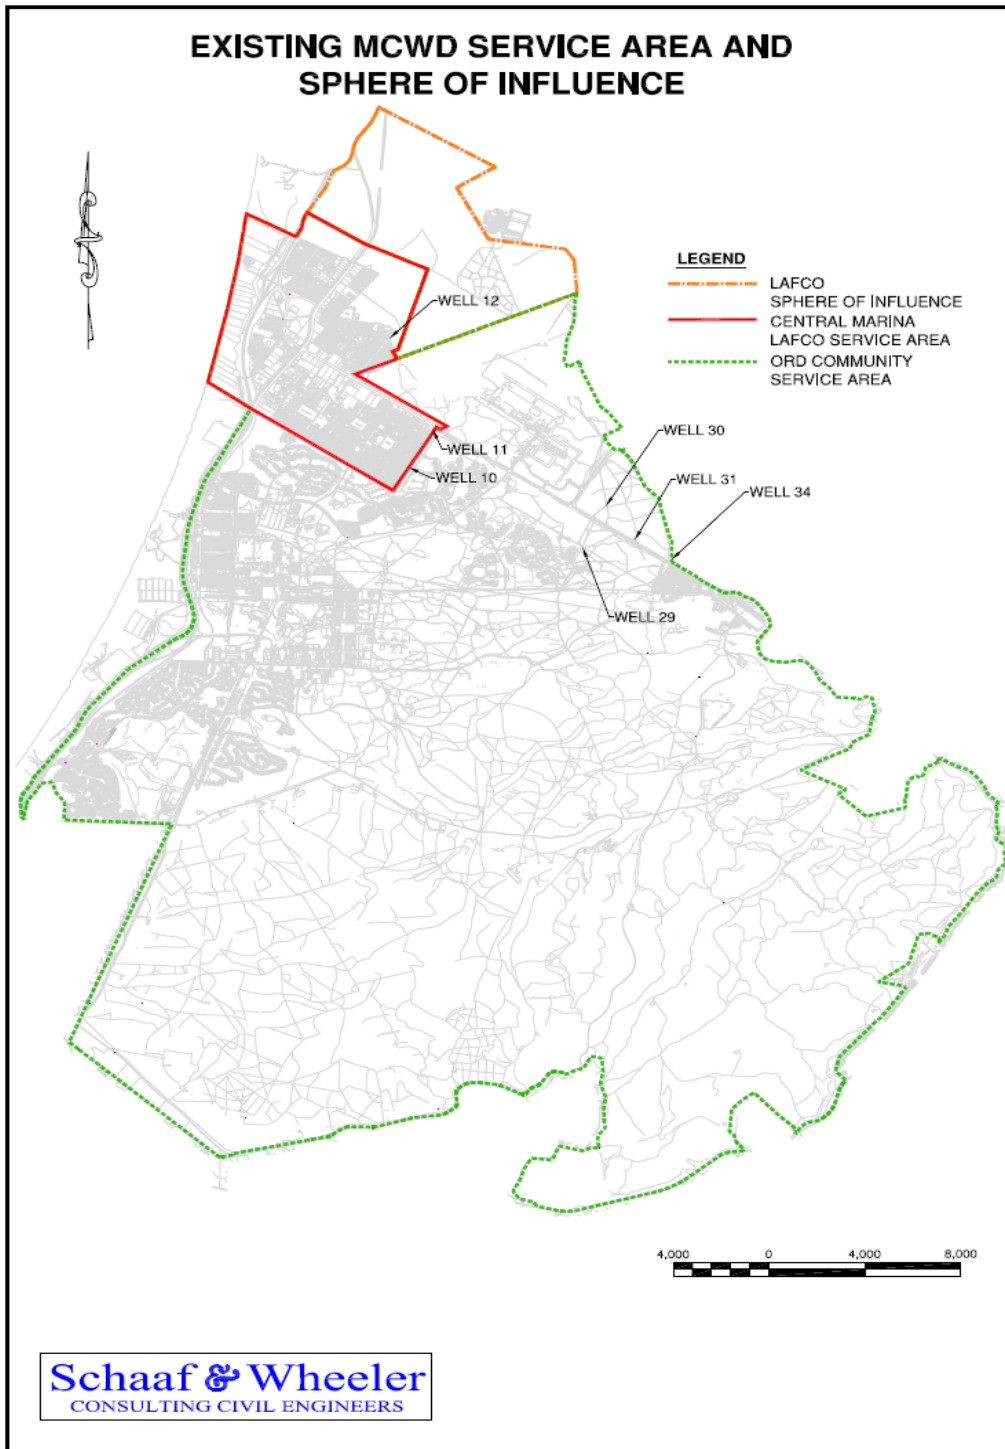 EXISTING MCWD SERVICE AREA AND
SPHERE OF INFLUENCE
LEGEND
LAFCO
SPHERE OF INFLUENCE
CENTRAL MARINA
LAFCO SERVICE AREA
ORD COMMUNITY
SERVICE AREA
WELL 12
WELL 11
WELL 10
WELL 30
WELL 31
WELL 34
WELL 29
4,000 0 4,000 8,000
Schaaf & Wheeler
CONSULTING CIVIL ENGINEERS